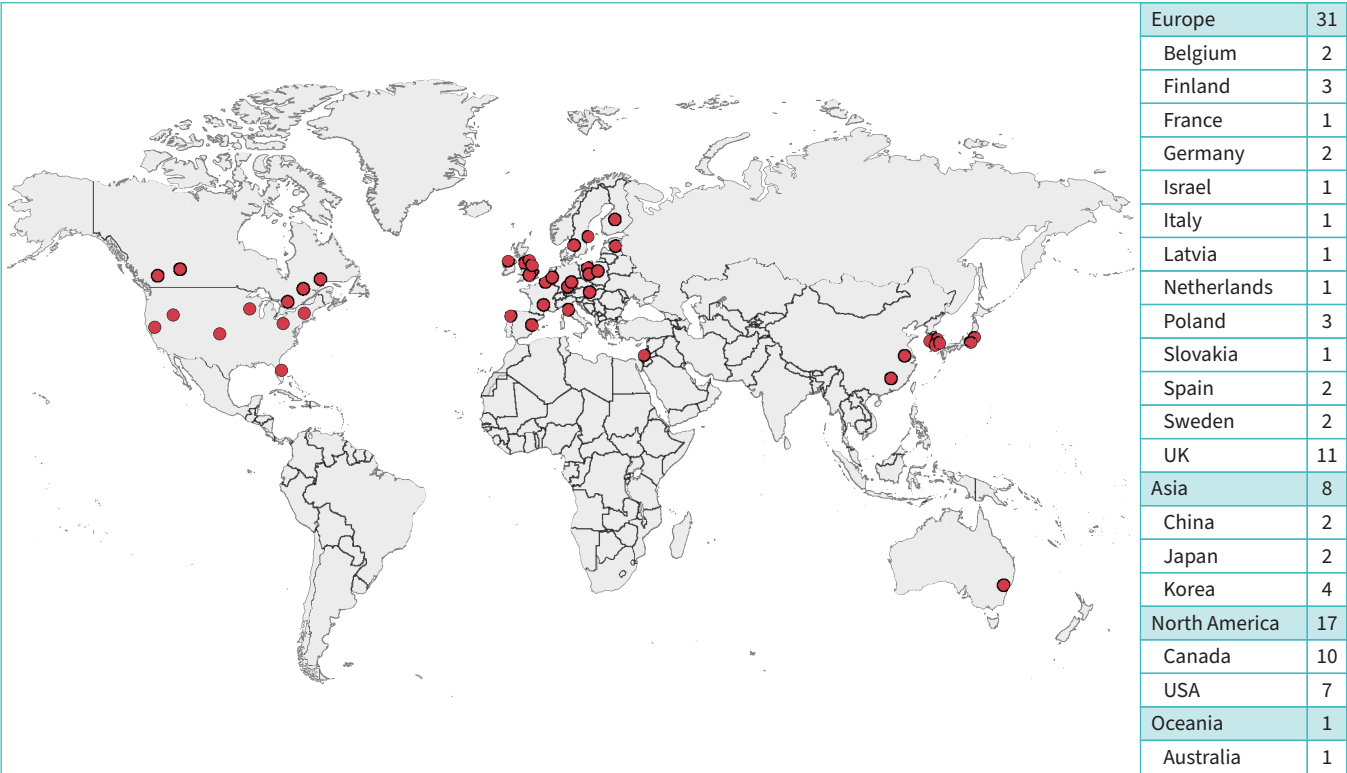 Europe 31
Belgium 2
Finland 3
France 1
Germany 2
Israel 1
Italy 1
Latvia 1
Netherlands 1
Poland 3
Slovakia 1
Spain 2
Sweden 2
UK 11
Asia 8
China 2
Japan 2
Korea 4
North America 17
Canada 10
USA 7
Oceania 1
Australia 1